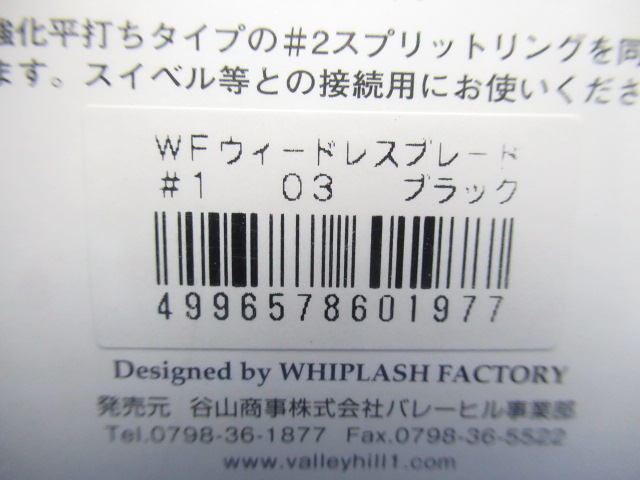 強化平打ちタイプの＃2スプリットリングを同
ます。スイベル等との接続用にお使いくださ
WFウィードレスブレード
#1 03 ブラック
4996578601977
Designed by WHIPLASH FACTORY
発売元 谷山商事株式会社バレーヒル事業部
Tel.0798-36-1877 Fax.0798-36-5522
www.valleyhill1.com